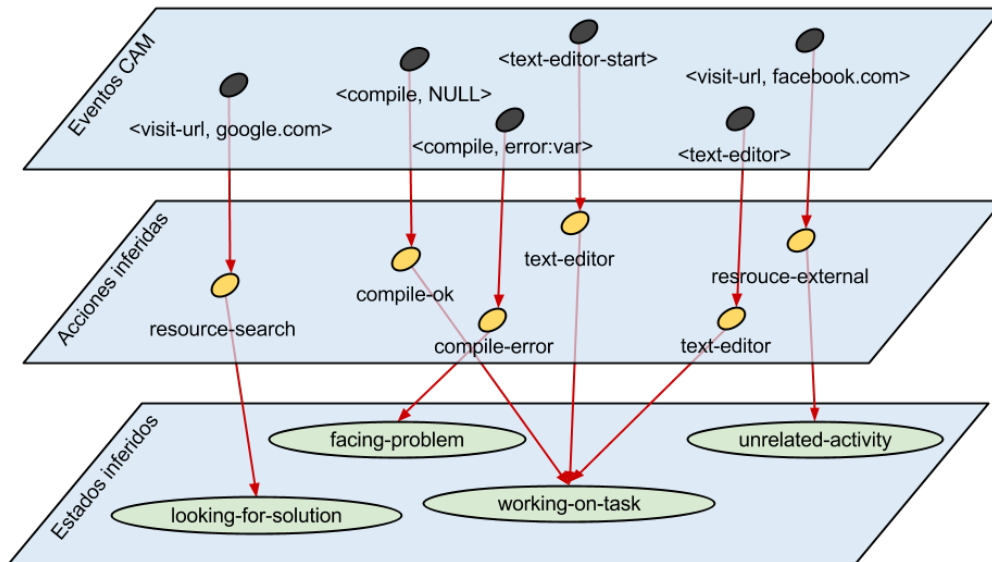 Eventos CAM
<text-editor-start>
<visit-url, facebook.com>
<compile, NULL>
<visit-url, google.com>
<compile, error:var>
<text-editor>
Acciones inferidas
text-editor
resrouce-external
compile-ok
resource-search
compile-error
text-editor
Estados inferidos
facing-problem
unrelated-activity
working-on-task
looking-for-solution